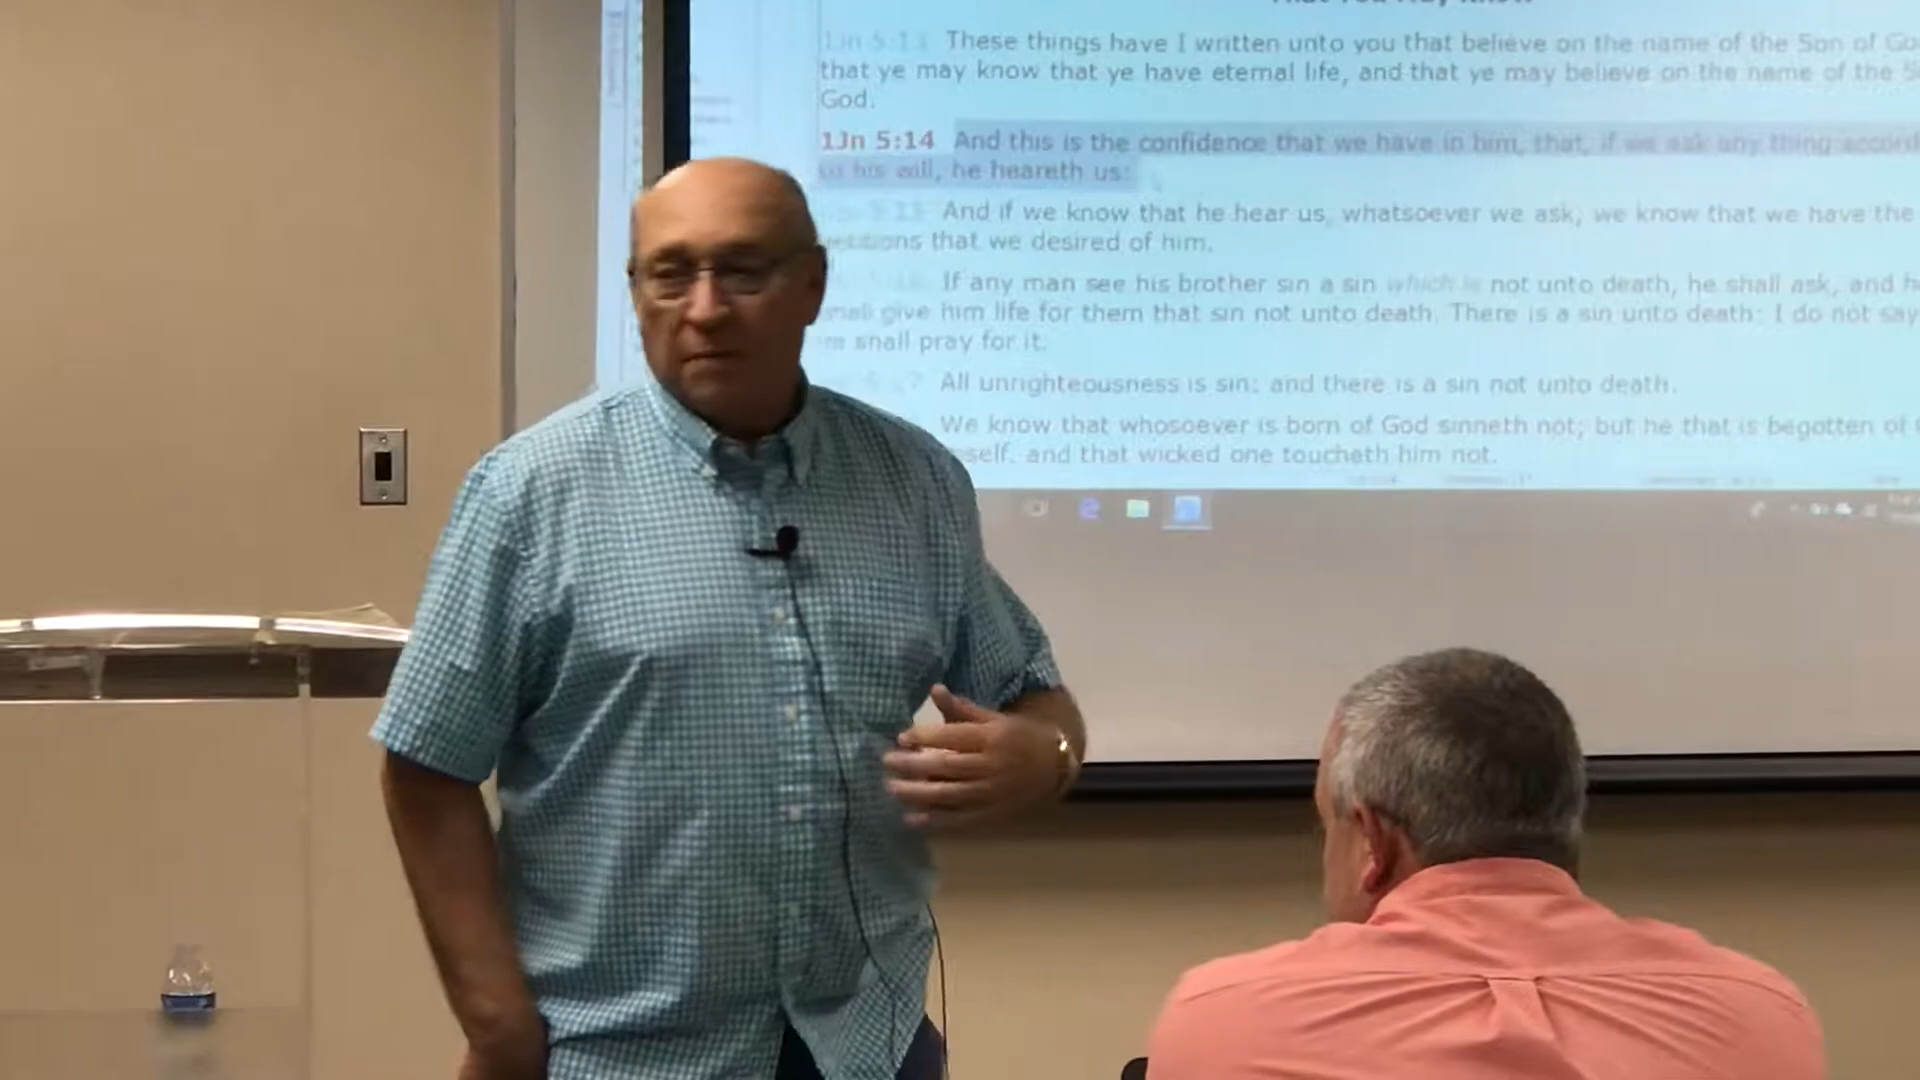 1Jn 5:13 These things have I written unto you that believe on the name of the Son of
that ye may know that ye have eternal life, and that ye may believe on the name of the
God.
1Jn 5:14 And this is the confidence that we have in him, that, if we ask any thing
to his will, he heareth us:
And if we know that he hear us, whatsoever we ask, we know that we have the
petitions that we desired of him.
If any man see his brother sin a sin which is not unto death, he shall ask, and
shall give him life for them that sin not unto death. There is a sin unto death: I do not say
shall pray for it.
All unrighteousness is sin: and there is a sin not unto death.
We know that whosoever is born of God sinneth not; but he that is begotten of
self, and that wicked one toucheth him not.